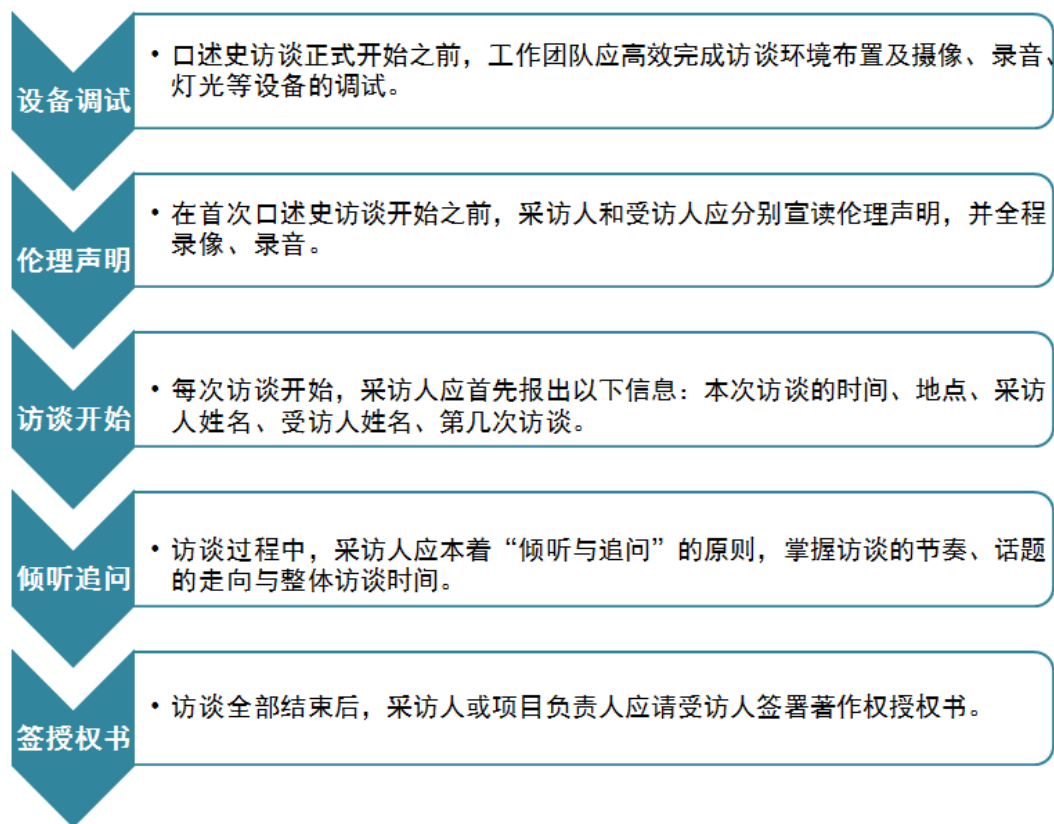 设备调试
• 口述史访谈正式开始之前，工作团队应高效完成访谈环境布置及摄像、录音、
灯光等设备的调试。
伦理声明
• 在首次口述史访谈开始之前，采访人和受访人应分别宣读伦理声明，并全程
录像、录音。
访谈开始
• 每次访谈开始，采访人应首先报出以下信息：本次访谈的时间、地点、采访
人姓名、受访人姓名、第几次访谈。
倾听追问
• 访谈过程中，采访人应本着“倾听与追问”的原则，掌握访谈的节奏、话题
的走向与整体访谈时间。
签授权书
• 访谈全部结束后，采访人或项目负责人应请受访人签署著作权授权书。